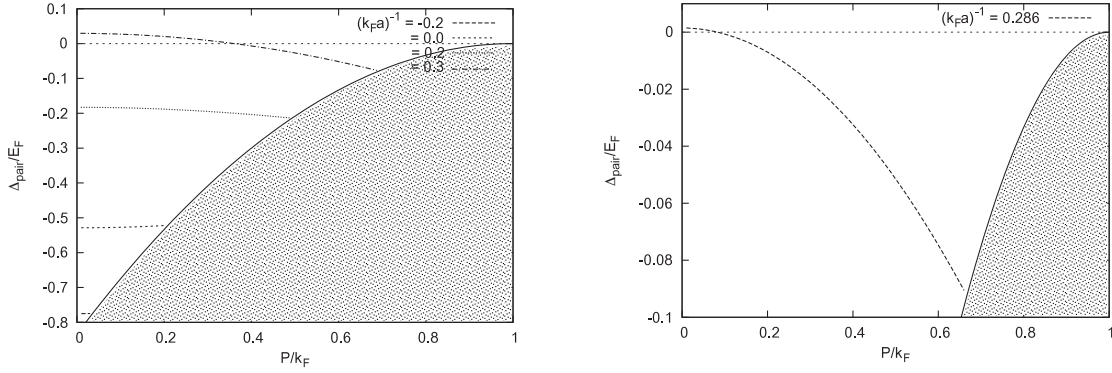 0.1
0
-0.1
-0.2
-0.3
-0.4
-0.5
-0.6
-0.7
-0.8
Δpair/EF
(kFa)⁻¹ = -0.2
= 0.0
= 0.2
= 0.3
0 0.2 0.4 0.6 0.8 1
P/kF
0
-0.02
-0.04
-0.06
-0.08
-0.1
Δpair/EF
(kFa)⁻¹ = 0.286
0 0.2 0.4 0.6 0.8 1
P/kF